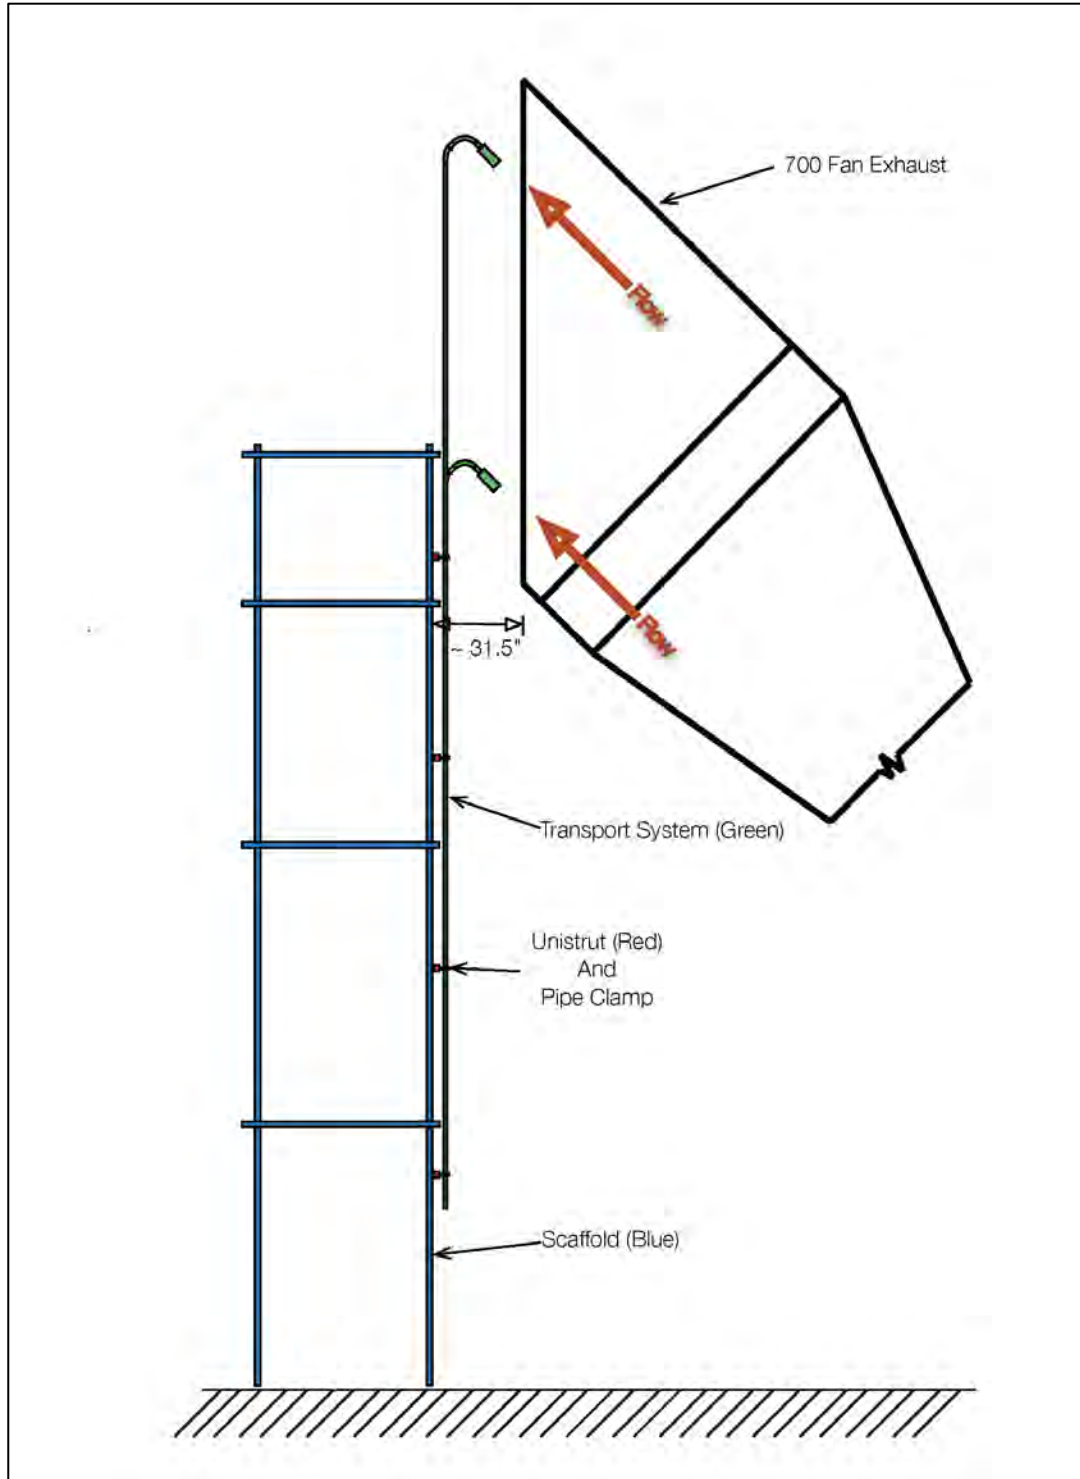 700 Fan Exhaust
Flow
Flow
~ 31.5"
Transport System (Green)
Unistrut (Red)
And
Pipe Clamp
Scaffold (Blue)